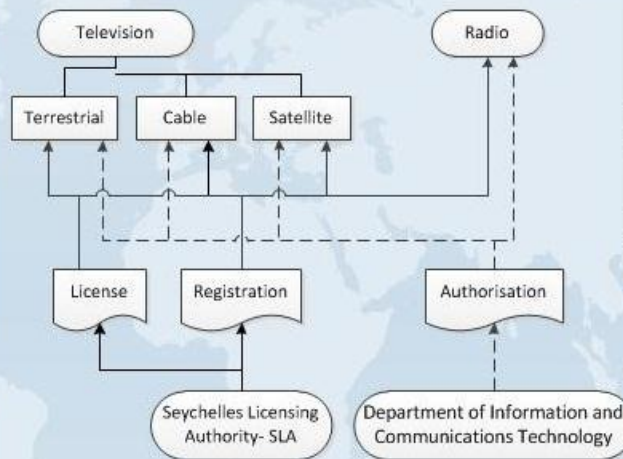 Television
Radio
Terrestrial
Cable
Satellite
License
Registration
Authorisation
Seychelles Licensing
Authority- SLA
Department of Information and
Communications Technology